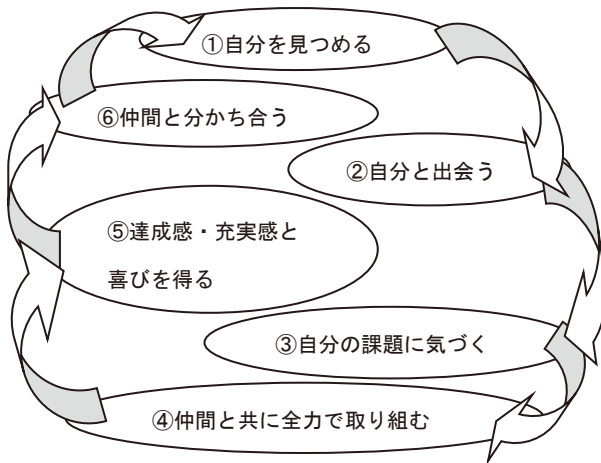 ①自分を見つめる
⑥仲間と分かち合う
②自分と出会う
⑤達成感・充実感と
喜びを得る
③自分の課題に気づく
④仲間と共に全力で取り組む